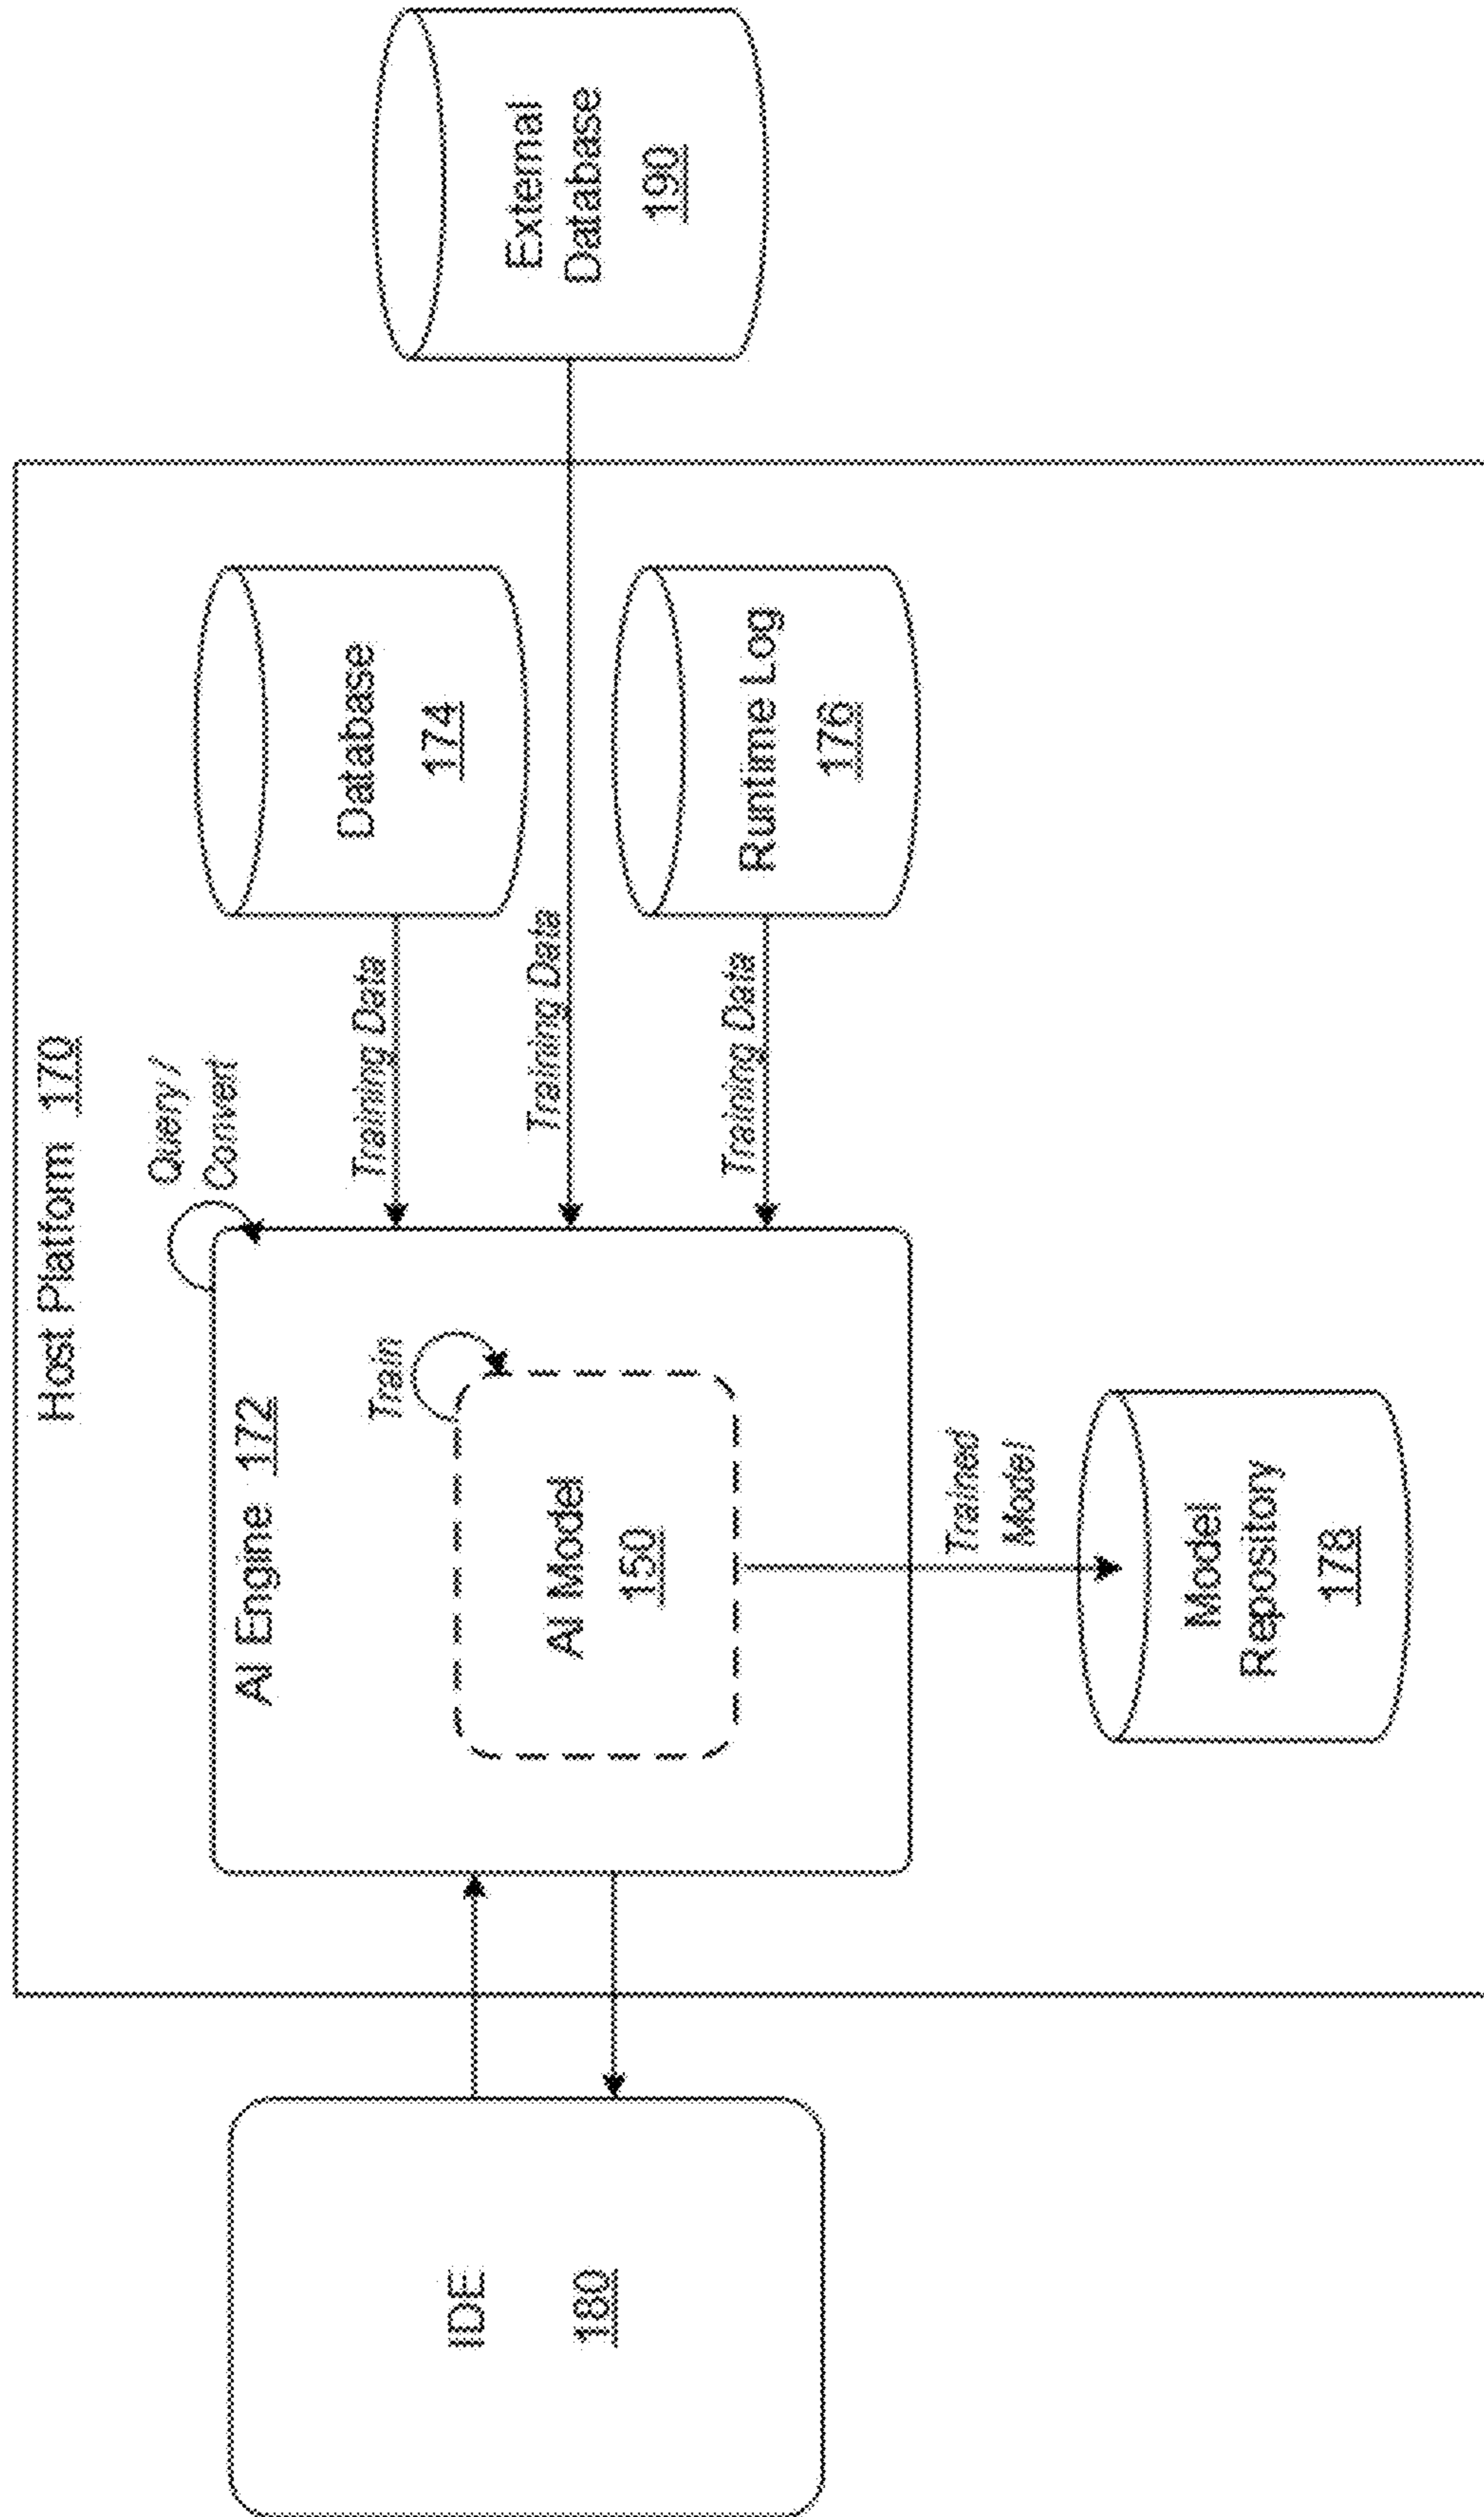 Host Platform 170
Query /
Convert
AI Engine 172
Train
AI Model
150
IDE
180
Training Data
Database
174
Training Data
External
Database
190
Training Data
Runtime Log
176
Trained
Model
Model
Repository
178